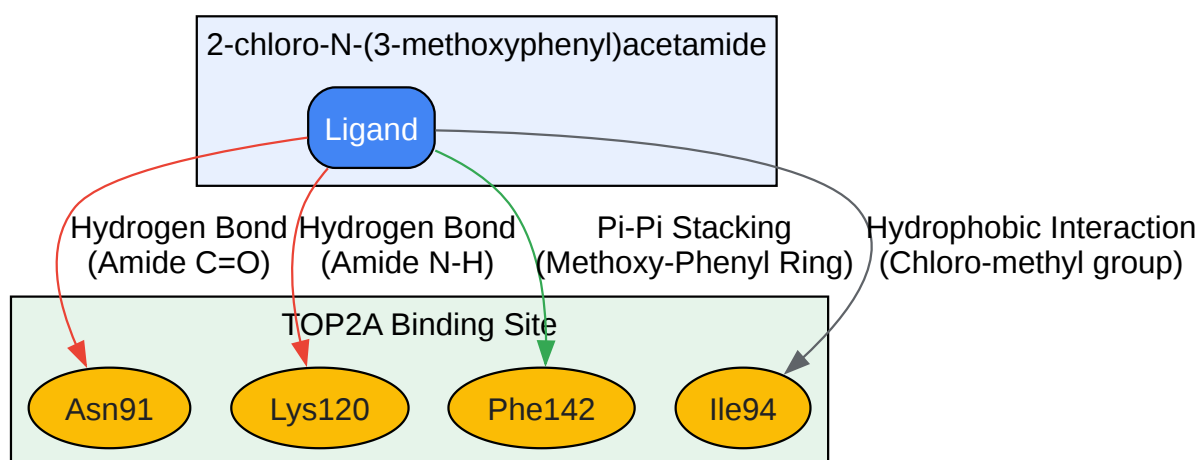 2-chloro-N-(3-methoxyphenyl)acetamide
Ligand
Hydrogen Bond
(Amide C=O)
Hydrogen Bond
(Amide N-H)
Pi-Pi Stacking
(Methoxy-Phenyl Ring)
Hydrophobic Interaction
(Chloro-methyl group)
TOP2A Binding Site
Asn91
Lys120
Phe142
Ile94